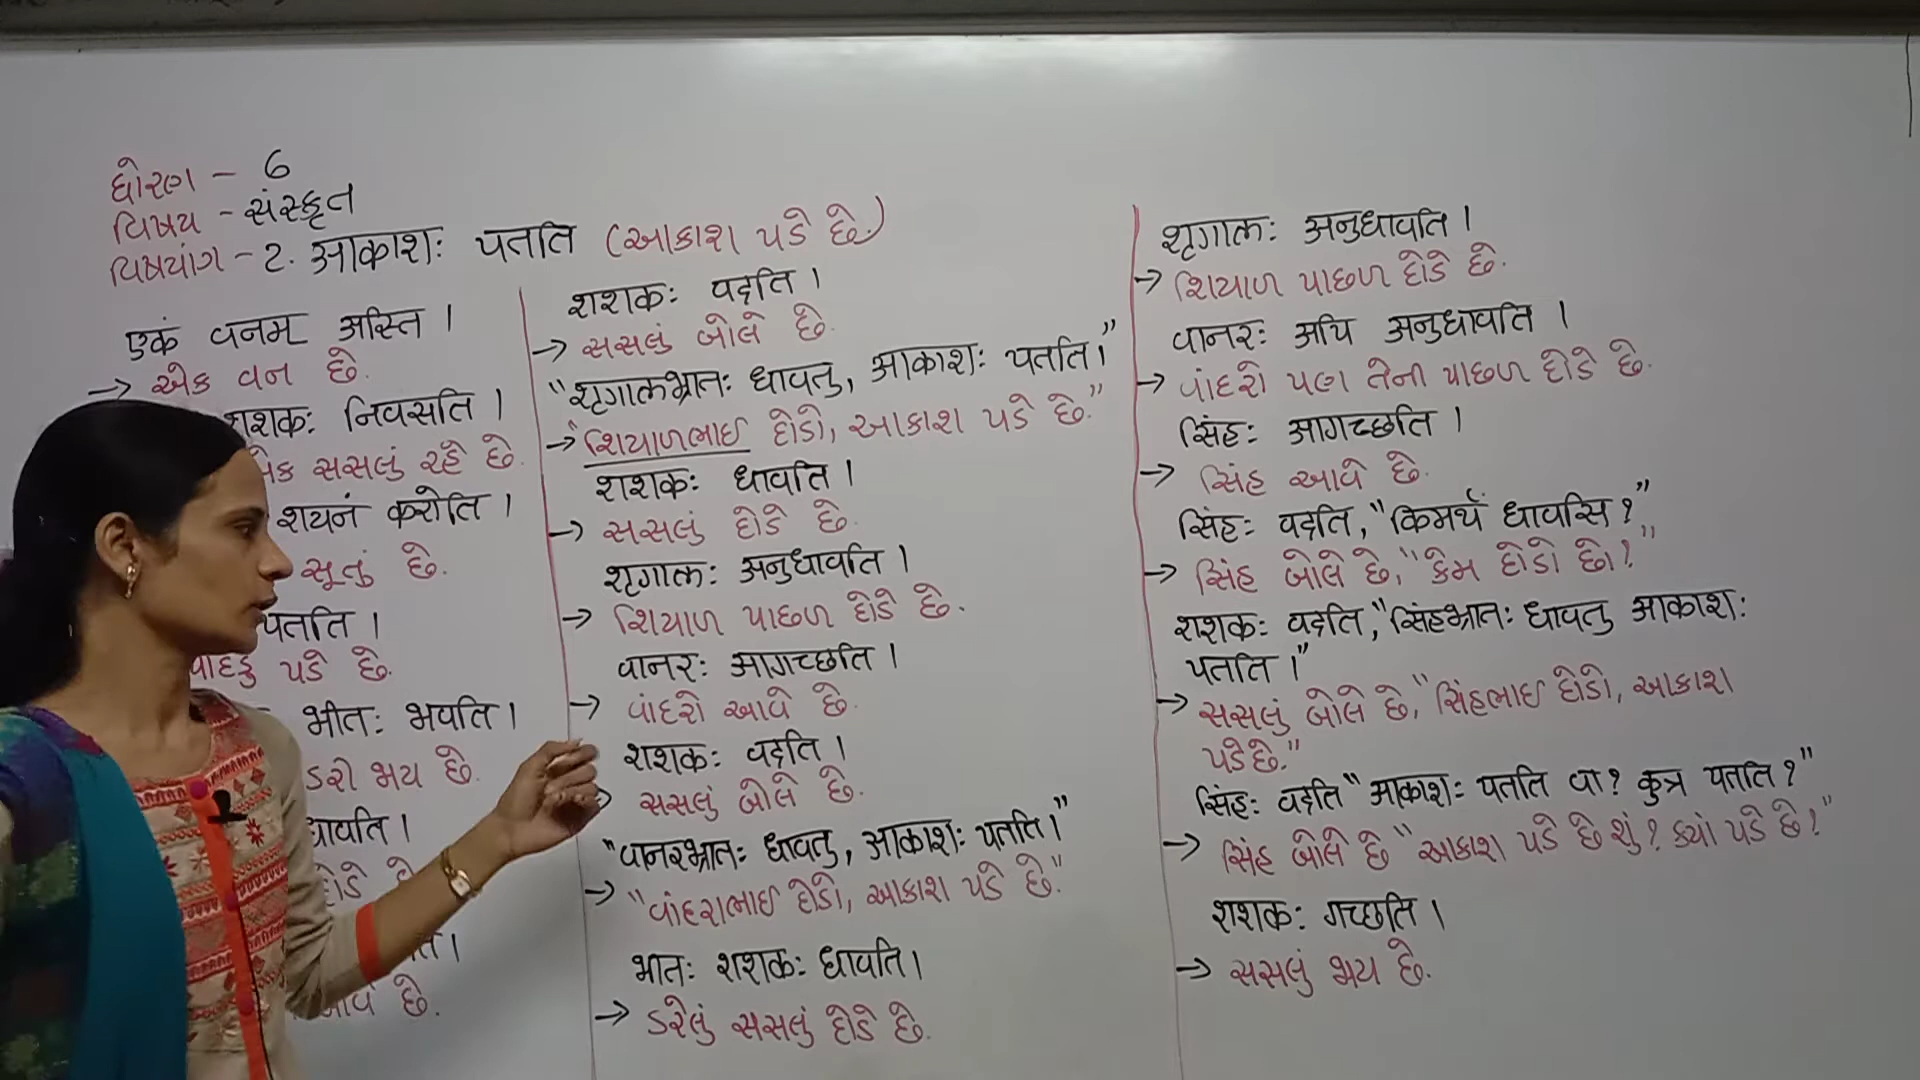 ધોરણ - 6
વિષય - સંસ્કૃત
વિષયાંગ - 2. आकाशः पतति (આકાશ પડે છે.)
एकं वनम् अस्ति ।
→ એક વન છે.
शशकः निवसति ।
સસલું રહે છે.
शयनं करोति ।
સૂતું છે.
पतति ।
પડે છે.
भीतः भवति ।
ડરી જાય છે.
धावति ।
છે.
शशकः वदति ।
→ સસલું બોલે છે.
"शृगालभ्रातः धावतु, आकाशः पतति ।"
→ "શિયાળભાઈ દોડો, આકાશ પડે છે."
शशकः धावति ।
→ સસલું દોડે છે.
शृगालः अनुधावति ।
→ શિયાળ પાછળ દોડે છે.
वानरः आगच्छति ।
→ વાંદરો આવે છે.
शशकः वदति ।
સસલું બોલે છે.
"वानरभ्रातः धावतु, आकाशः पतति ।"
→ "વાંદરાભાઈ દોડો, આકાશ પડે છે."
भीतः शशकः धावति ।
→ ડરેલું સસલું દોડે છે.
शृगालः अनुधावति ।
→ શિયાળ પાછળ દોડે છે.
वानरः अपि अनुधावति ।
→ વાંદરો પણ તેની પાછળ દોડે છે.
सिंहः आगच्छति ।
→ સિંહ આવે છે.
सिंहः वदति, "किमर्थं धावसि ?"
→ સિંહ બોલે છે, "કેમ દોડો છો ?"
शशकः वदति, "सिंहभ्रातः धावतु आकाशः
पतति ।"
→ સસલું બોલે છે, "સિંહભાઈ દોડો, આકાશ
પડે છે."
सिंहः वदति "आकाशः पतति वा ? कुत्र पतति ?"
→ સિંહ બોલે છે "આકાશ પડે છે શું ? ક્યાં પડે છે ?"
शशकः गच्छति ।
→ સસલું જાય છે.